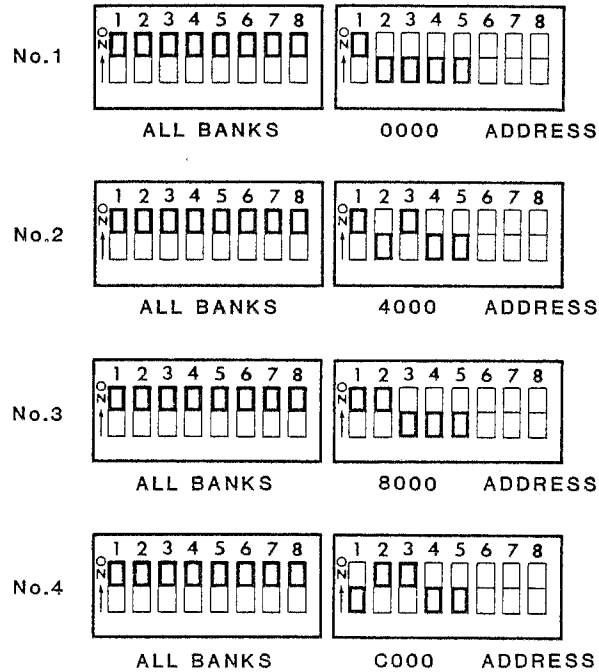 1 2 3 4 5 6 7 8 1 2 3 4 5 6 7 8
No.1 ON ON
ALL BANKS 0000 ADDRESS
1 2 3 4 5 6 7 8 1 2 3 4 5 6 7 8
No.2 ON ON
ALL BANKS 4000 ADDRESS
1 2 3 4 5 6 7 8 1 2 3 4 5 6 7 8
No.3 ON ON
ALL BANKS 8000 ADDRESS
1 2 3 4 5 6 7 8 1 2 3 4 5 6 7 8
No.4 ON ON
ALL BANKS C000 ADDRESS